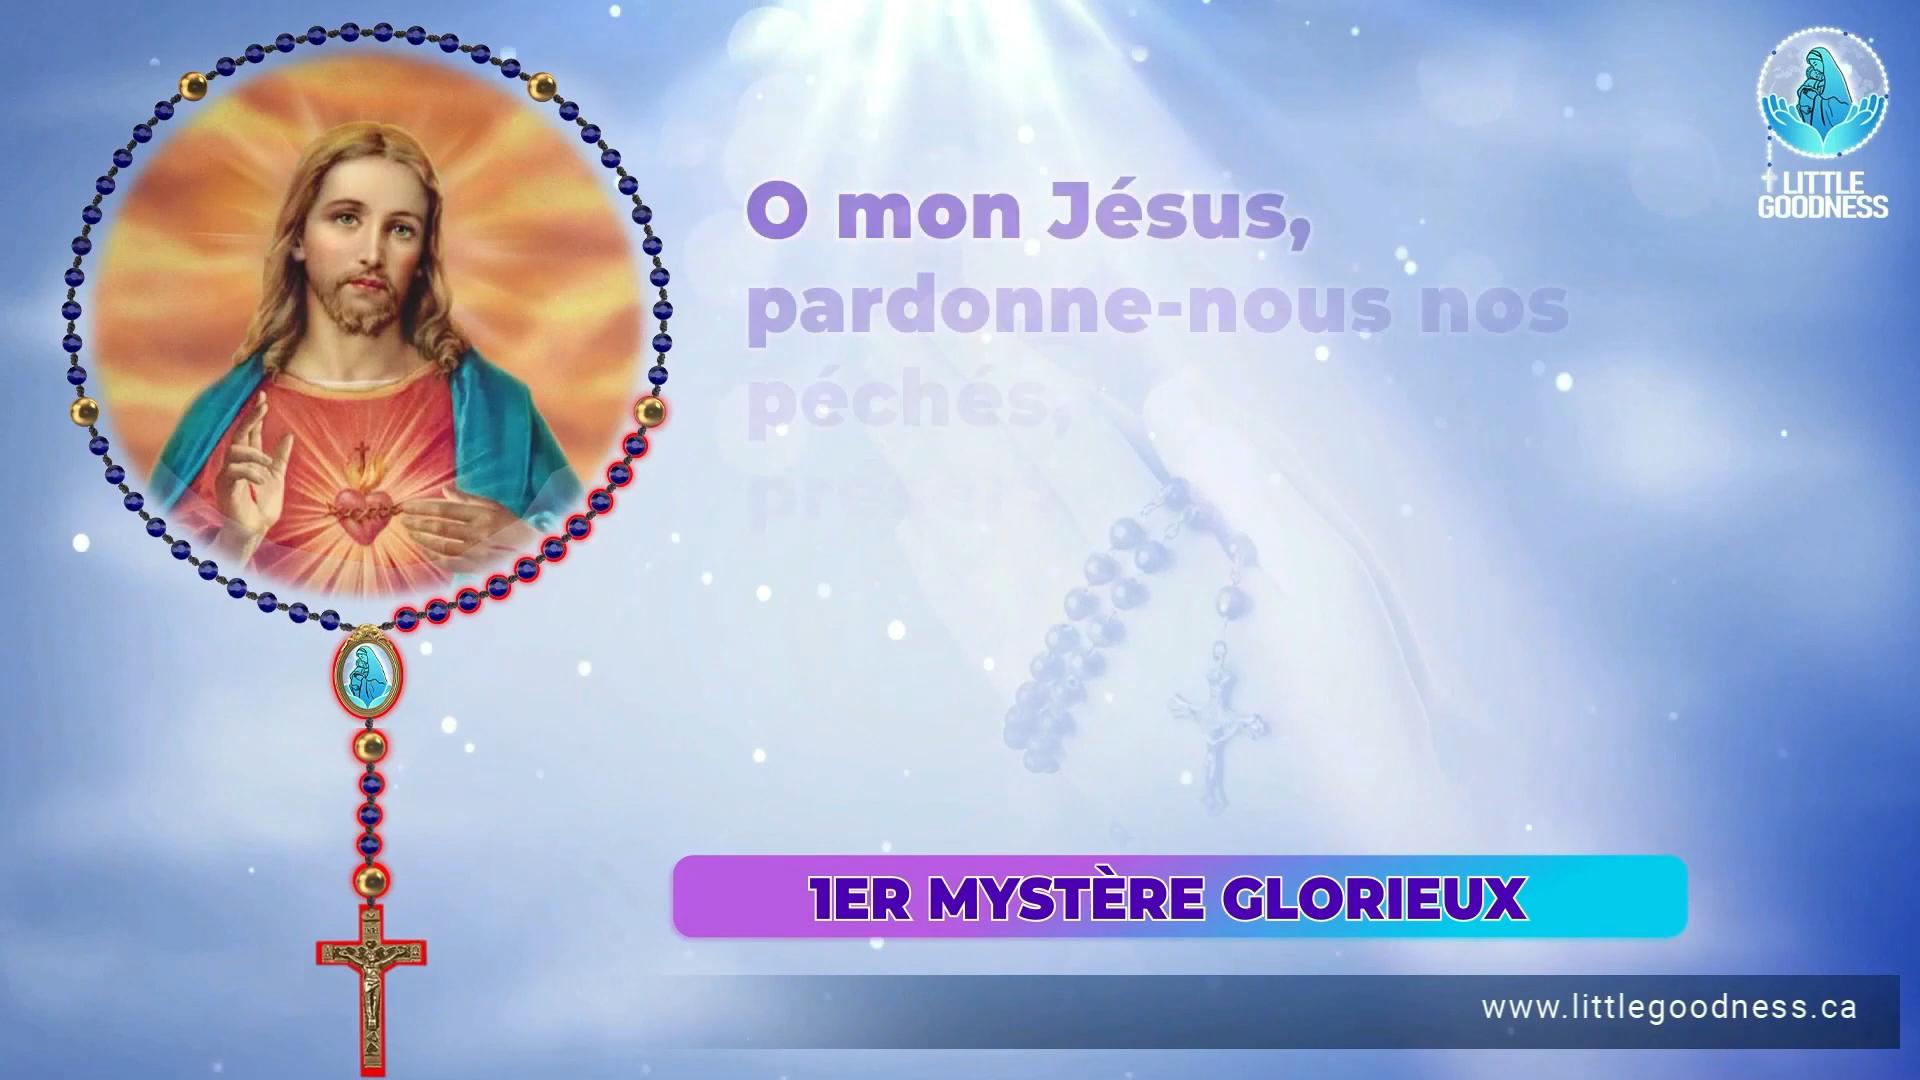 O mon Jésus,
pardonne-nous nos
péchés,
LITTLE
GOODNESS
1ER MYSTÈRE GLORIEUX
www.littlegoodness.ca